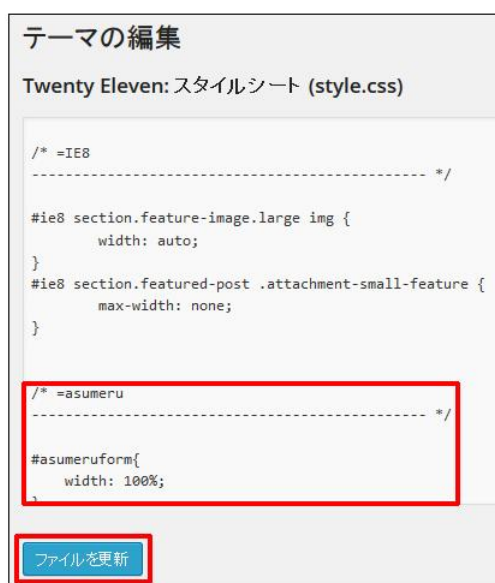 テーマの編集
Twenty Eleven: スタイルシート (style.css)
/* =IE8
----------------------------------------------- */
#ie8 section.feature-image.large img {
width: auto;
}
#ie8 section.featured-post .attachment-small-feature {
max-width: none;
}
/* =asumeru
----------------------------------------------- */
#asumeruform{
width: 100%;
}
ファイルを更新